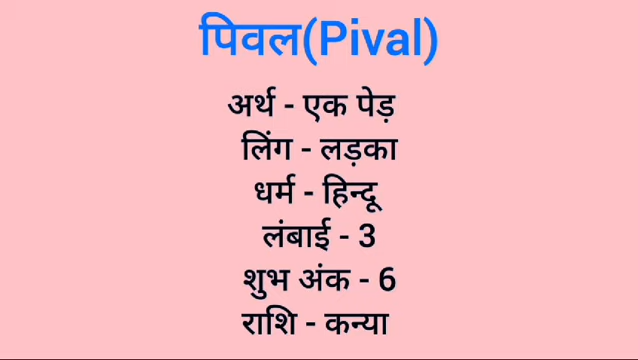 पिवल(Pival)
अर्थ - एक पेड़
लिंग - लड़का
धर्म - हिन्दू
लंबाई - 3
शुभ अंक - 6
राशि - कन्या